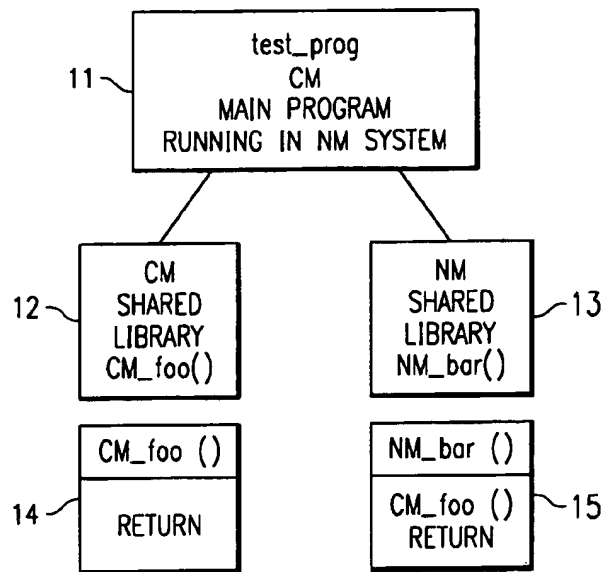 test_prog
CM
MAIN PROGRAM
RUNNING IN NM SYSTEM
11
CM
SHARED
LIBRARY
CM_foo()
12
NM
SHARED
LIBRARY
NM_bar()
13
CM_foo ()
RETURN
14
NM_bar ()
CM_foo ()
RETURN
15